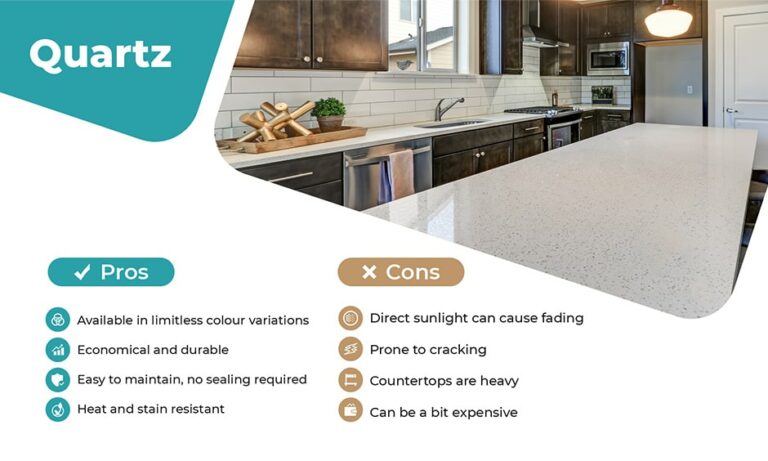 Quartz
Pros
Available in limitless colour variations
Economical and durable
Easy to maintain, no sealing required
Heat and stain resistant
Cons
Direct sunlight can cause fading
Prone to cracking
Countertops are heavy
Can be a bit expensive